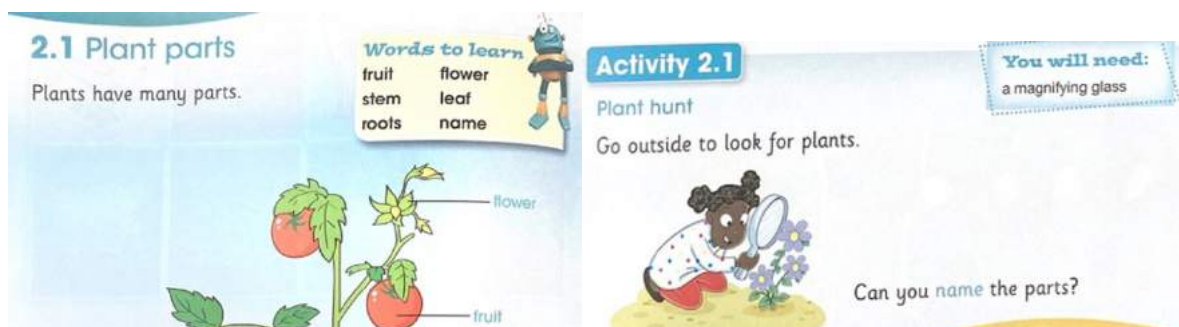 2.1 Plant parts
Plants have many parts.
Words to learn
fruit flower
stem leaf
roots name
flower
fruit
Activity 2.1
You will need:
a magnifying glass
Plant hunt
Go outside to look for plants.
Can you name the parts?